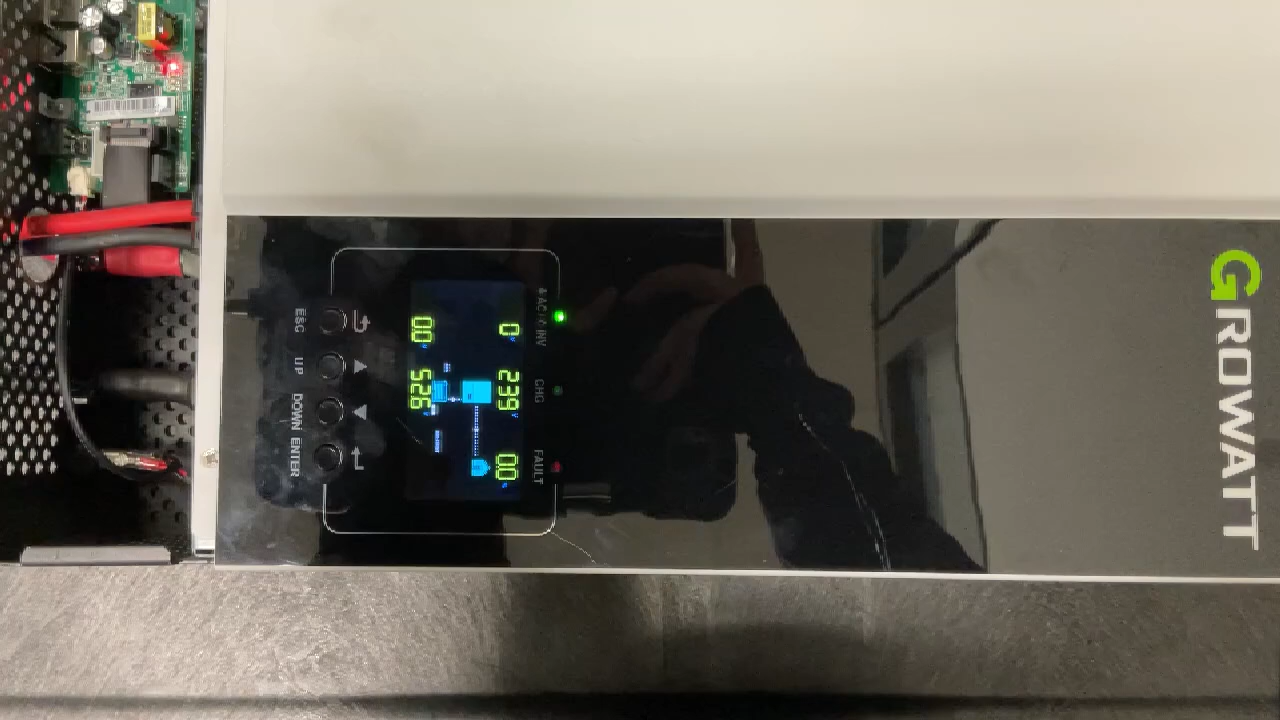 GROWATT
AC/INV CHG FAULT
0 239 00
00 526
ESC UP DOWN ENTER